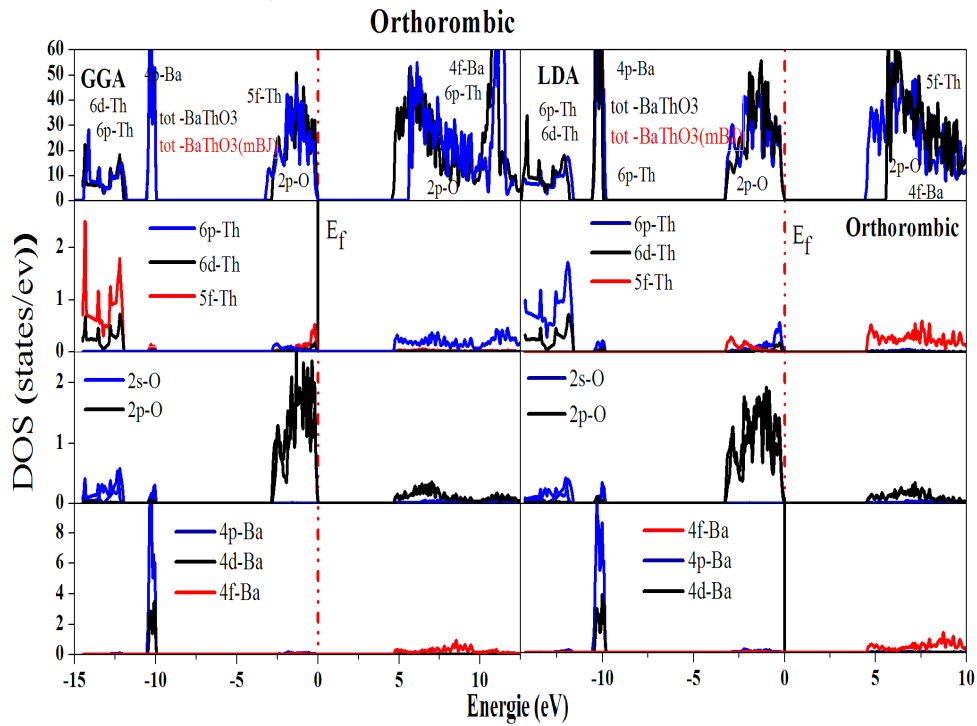 Orthorombic
DOS (states/ev))
60
50
40
30
20
10
0
GGA
4p-Ba
6d-Th
6p-Th
tot -BaThO3
tot -BaThO3(mBJ)
5f-Th
2p-O
4f-Ba
6p-Th
2p-O
LDA
4p-Ba
6p-Th
6d-Th
tot -BaThO3
tot -BaThO3(mBJ)
6p-Th
2p-O
5f-Th
2p-O
4f-Ba
2
1
0
6p-Th
6d-Th
5f-Th
Ef
6p-Th
6d-Th
5f-Th
Ef
Orthorombic
2
1
0
2s-O
2p-O
2s-O
2p-O
8
6
4
2
0
4p-Ba
4d-Ba
4f-Ba
4f-Ba
4p-Ba
4d-Ba
-15 -10 -5 0 5 10 -10 -5 0 5 10
Energie (eV)